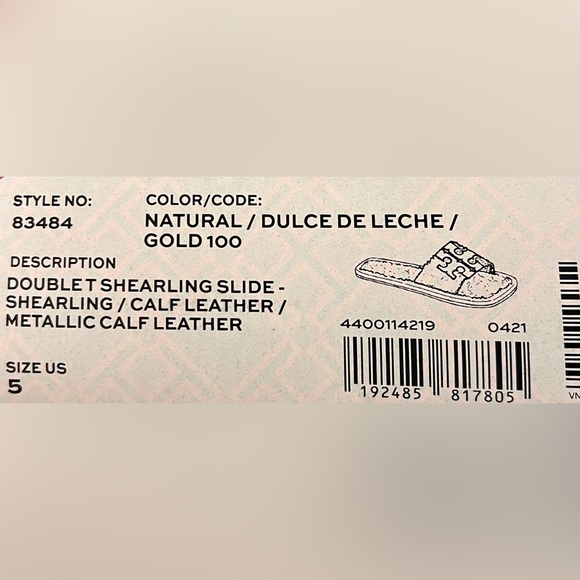 STYLE NO:
83484
COLOR/CODE:
NATURAL / DULCE DE LECHE /
GOLD 100
DESCRIPTION
DOUBLE T SHEARLING SLIDE -
SHEARLING / CALF LEATHER /
METALLIC CALF LEATHER
SIZE US
5
4400114219 0421
192485 817805
VN